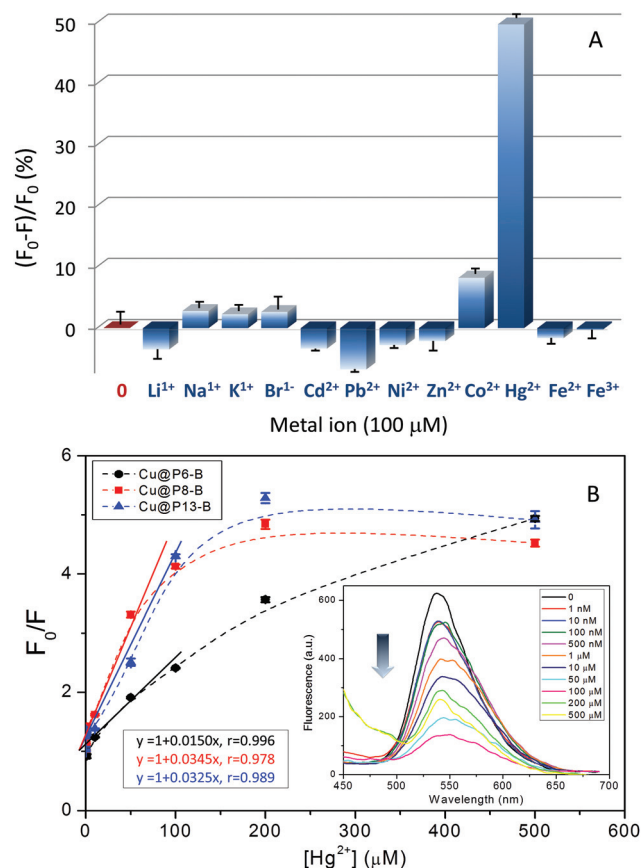 50
A
40
30
20
10
0
(F₀-F)/F₀ (%)
0 Li¹⁺ Na¹⁺ K¹⁺ Br¹⁻ Cd²⁺ Pb²⁺ Ni²⁺ Zn²⁺ Co²⁺ Hg²⁺ Fe²⁺ Fe³⁺
Metal ion (100 μM)
6
4
2
0
F₀/F
Cu@P6-B
Cu@P8-B
Cu@P13-B
B
y =1+0.0150x, r=0.996
y =1+0.0345x, r=0.978
y =1+0.0325x, r=0.989
600
450
300
150
0
Fluorescence (a.u.)
0
1 nM
10 nM
100 nM
500 nM
1 μM
10 μM
50 μM
100 μM
200 μM
500 μM
450 500 550 600 650 700
Wavelength (nm)
0 100 200 300 400 500 600
[Hg²⁺] (μM)